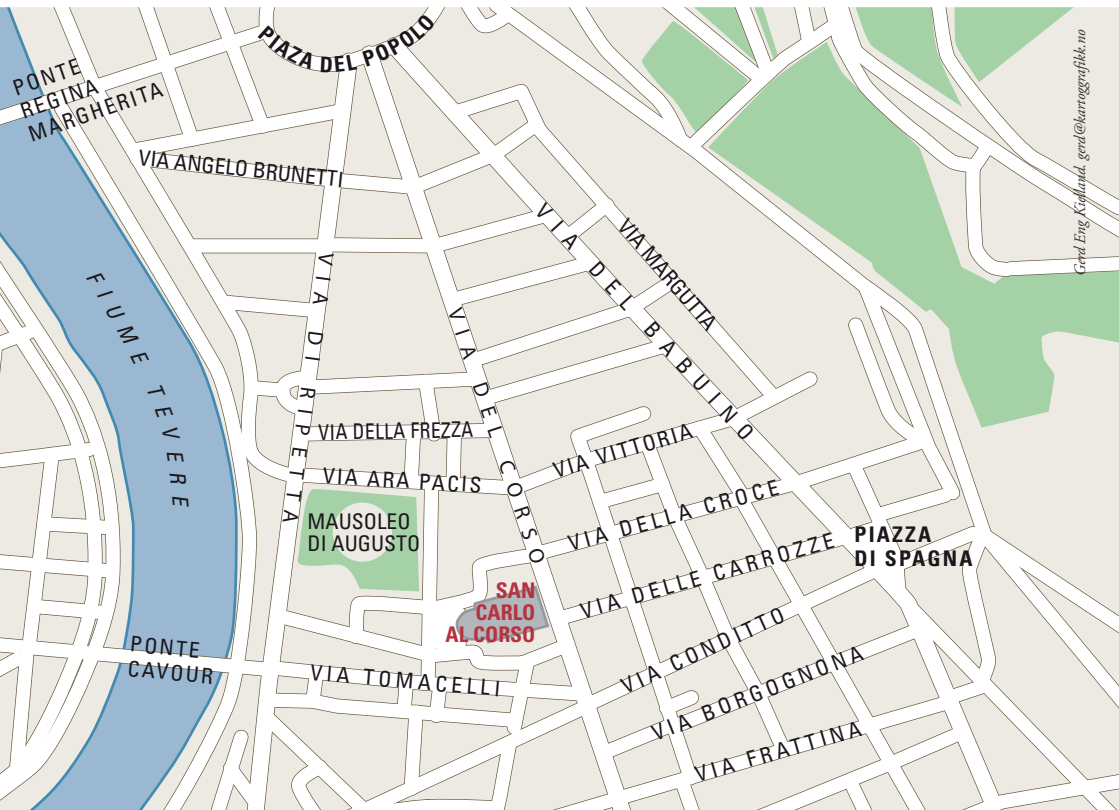 PIAZA DEL POPOLO
PONTE
REGINA
MARGHERITA
Gerd Eng Kielland. gerd@kartografikk.no
VIA ANGELO BRUNETTI
VIA DEL BABUINO
VIA MARGUTTA
VIA DI RIPETTA
FIUME TEVERE
VIA DEL CORSO
VIA DELLA FREZZA
VIA VITTORIA
VIA ARA PACIS
VIA DELLA CROCE
MAUSOLEO
DI AUGUSTO
PIAZZA
DI SPAGNA
VIA DELLE CARROZZE
SAN
CARLO
AL CORSO
VIA CONDITTO
PONTE
CAVOUR
VIA TOMACELLI
VIA BORGOGNONA
VIA FRATTINA